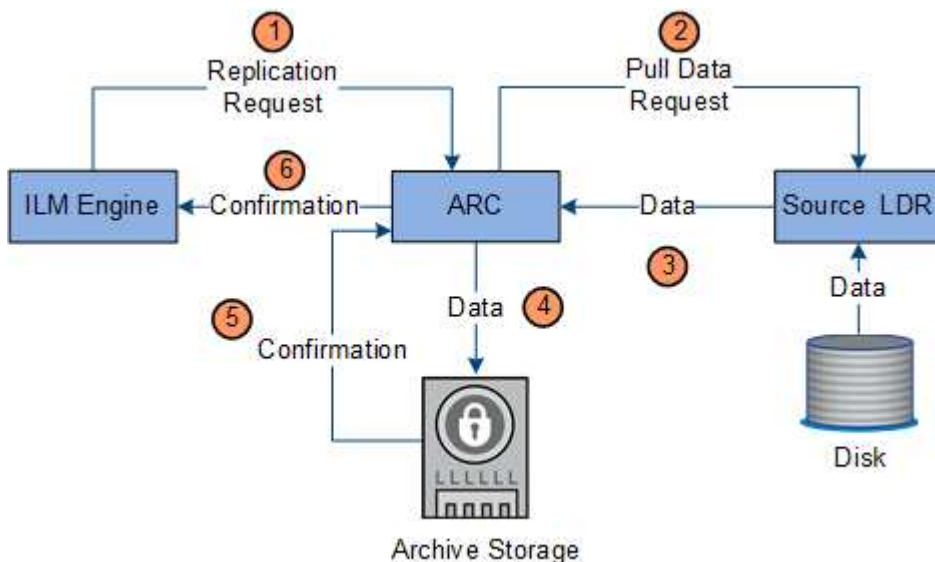 1
Replication
Request
2
Pull Data
Request
ILM Engine
6
Confirmation
ARC
Data
3
Source LDR
Data
4
5
Confirmation
Data
LLLLLL
Archive Storage
Disk